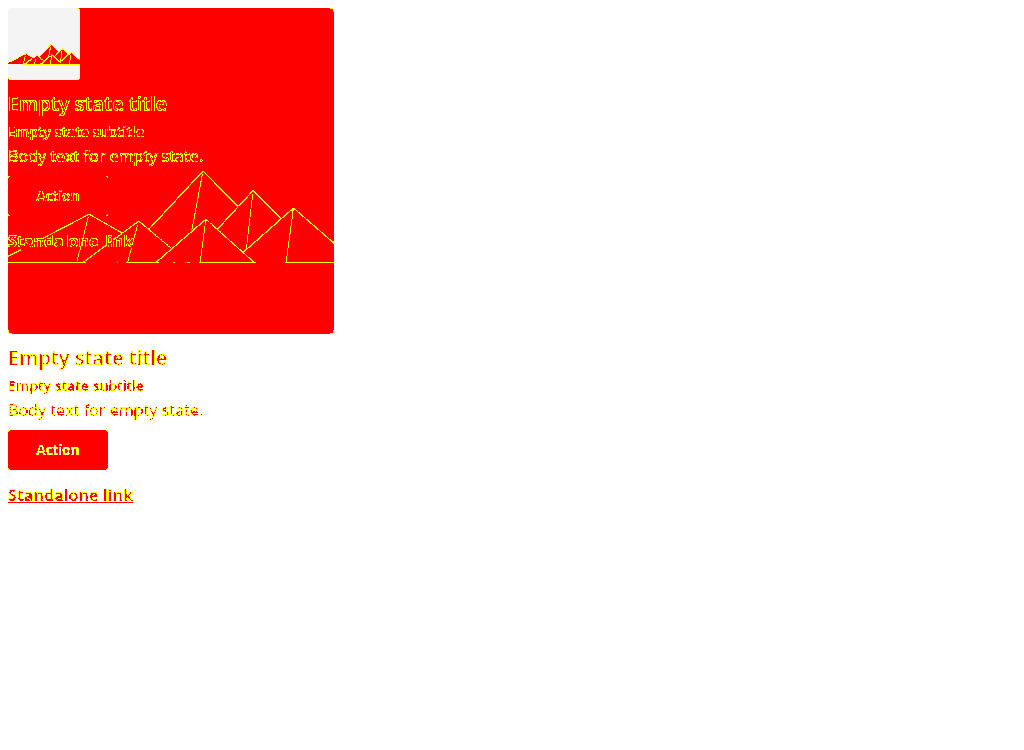 Empty state title
Empty state subtitle
Body text for empty state.
Action
Standalone link
Empty state title
Empty state subtitle
Body text for empty state.
Action
Standalone link